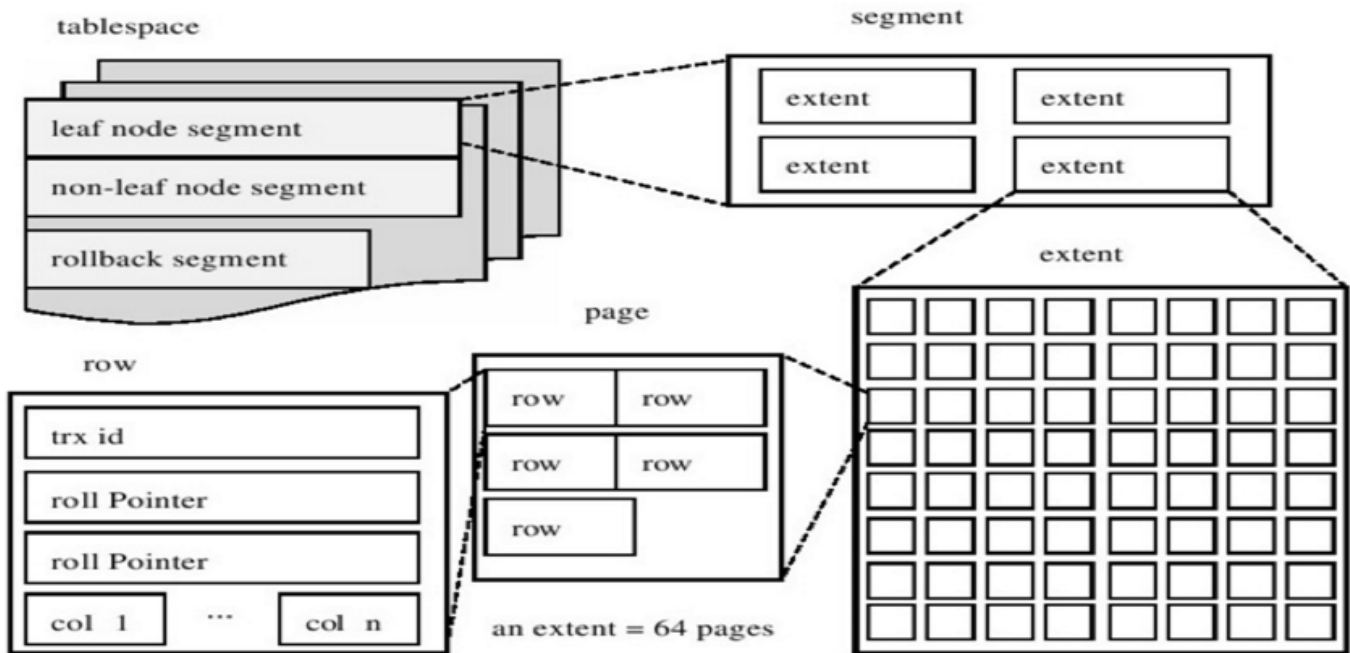 tablespace
leaf node segment
non-leaf node segment
rollback segment
segment
extent extent
extent extent
extent
page
row row
row row
row
an extent = 64 pages
row
trx id
roll Pointer
roll Pointer
col 1 ... col n